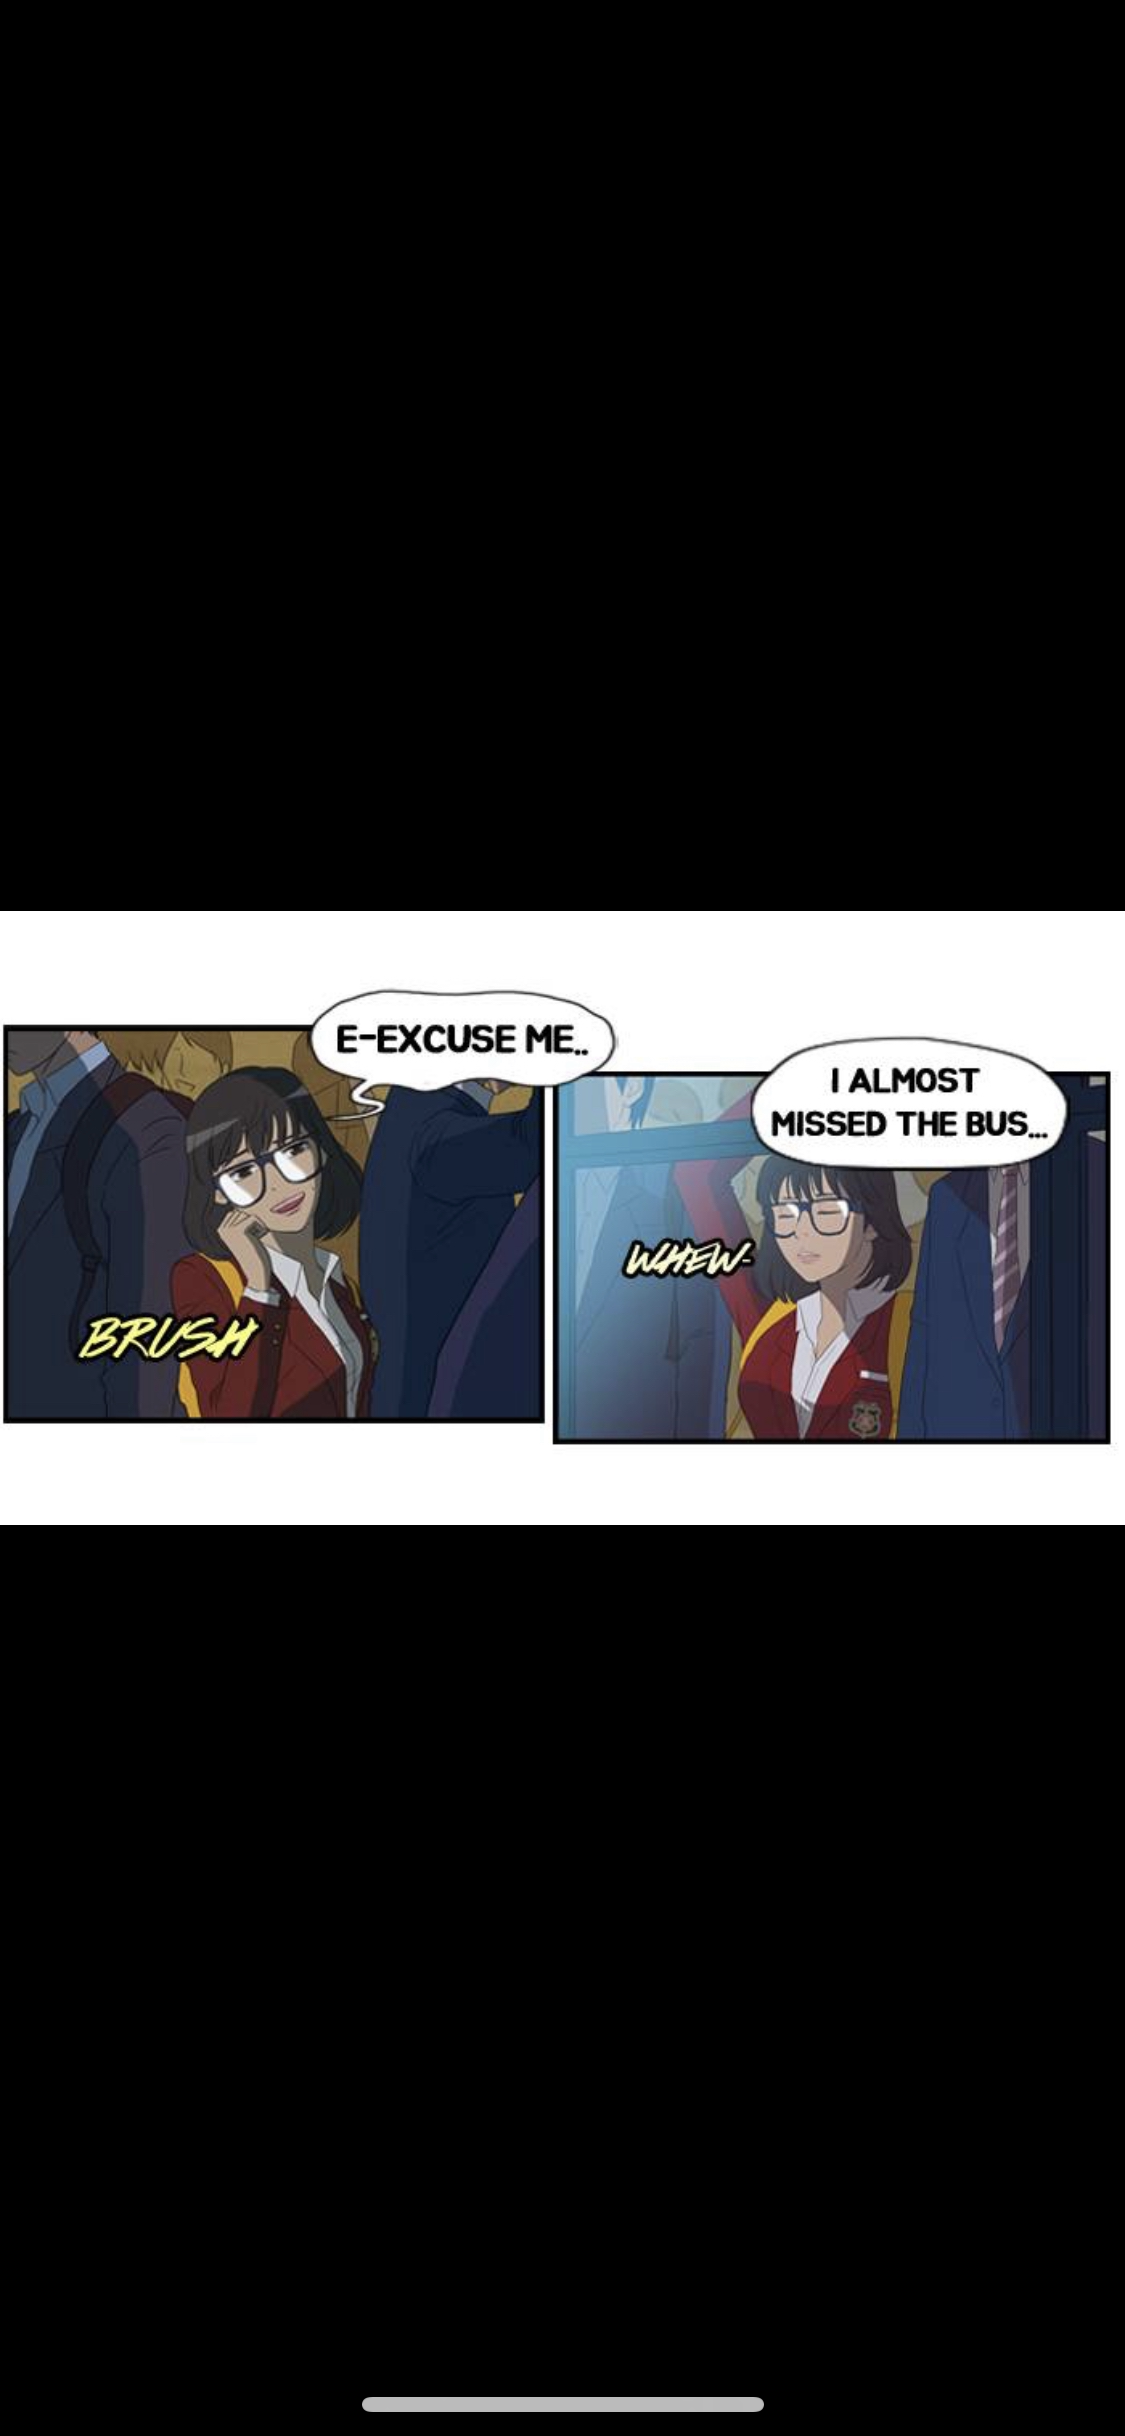 E-EXCUSE ME..
BRUSH
I ALMOST
MISSED THE BUS...
WHEW-